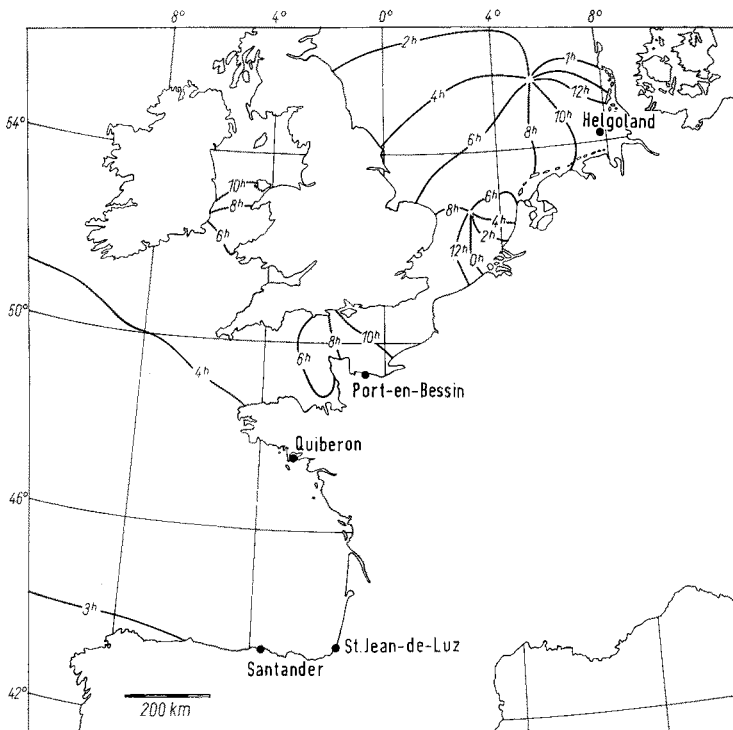 8° 4° 0° 4° 8°
2h
1h
4h
12h
10h
54°
Helgoland
6h
8h
10h
8h
6h
8h
6h
4h
2h
12h
0h
50°
10h
8h
6h
4h
Port-en-Bessin
Quiberon
46°
3h
St.Jean-de-Luz
Santander
42°
200 km